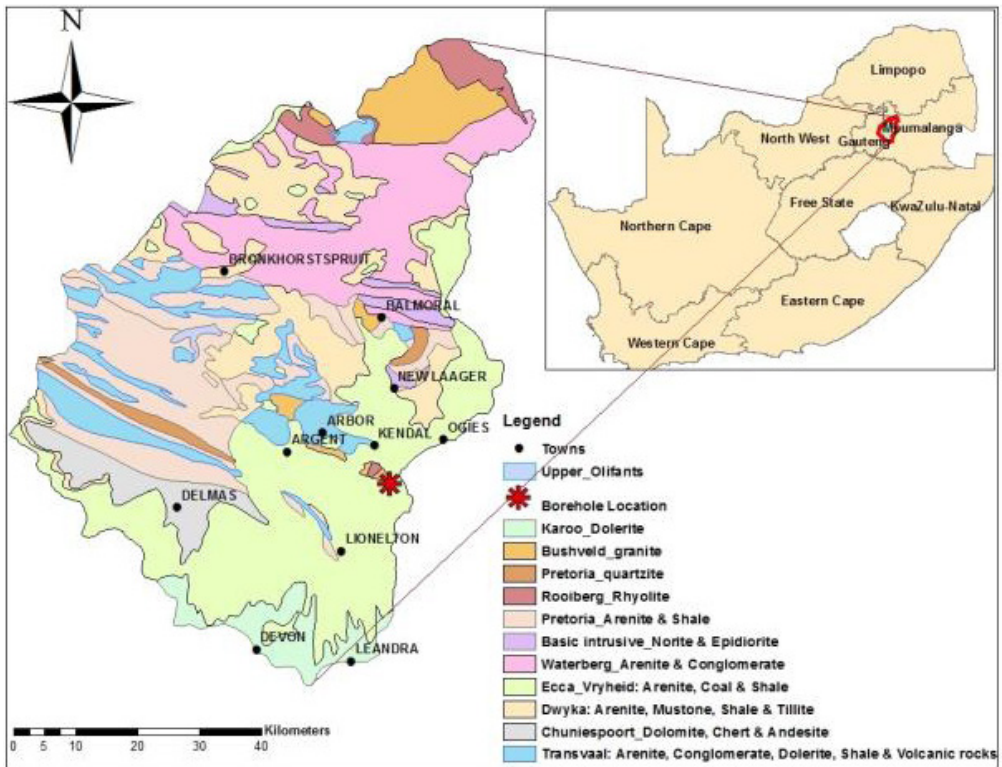 N
Limpopo
North West
Mpumalanga
Gauteng
Free State
KwaZulu-Natal
Northern Cape
Eastern Cape
Western Cape
BRONKHORSTSPRUIT
BALMORAL
NEW LAAGER
ARBOR
OGIES
KENDAL
ARGENT
DELMAS
LIONELTON
DEVON
LEANDRA
Legend
Towns
Upper_Olifants
Borehole Location
Karoo_Dolerite
Bushveld_granite
Pretoria_quartzite
Rooiberg_Rhyolite
Pretoria_Arenite & Shale
Basic intrusive_Norite & Epidiorite
Waterberg_Arenite & Conglomerate
Ecca_Vryheid: Arenite, Coal & Shale
Dwyka: Arenite, Mustone, Shale & Tillite
Chuniespoort_Dolomite, Chert & Andesite
Transvaal: Arenite, Conglomerate, Dolerite, Shale & Volcanic rocks
Kilometers
0 5 10 20 30 40